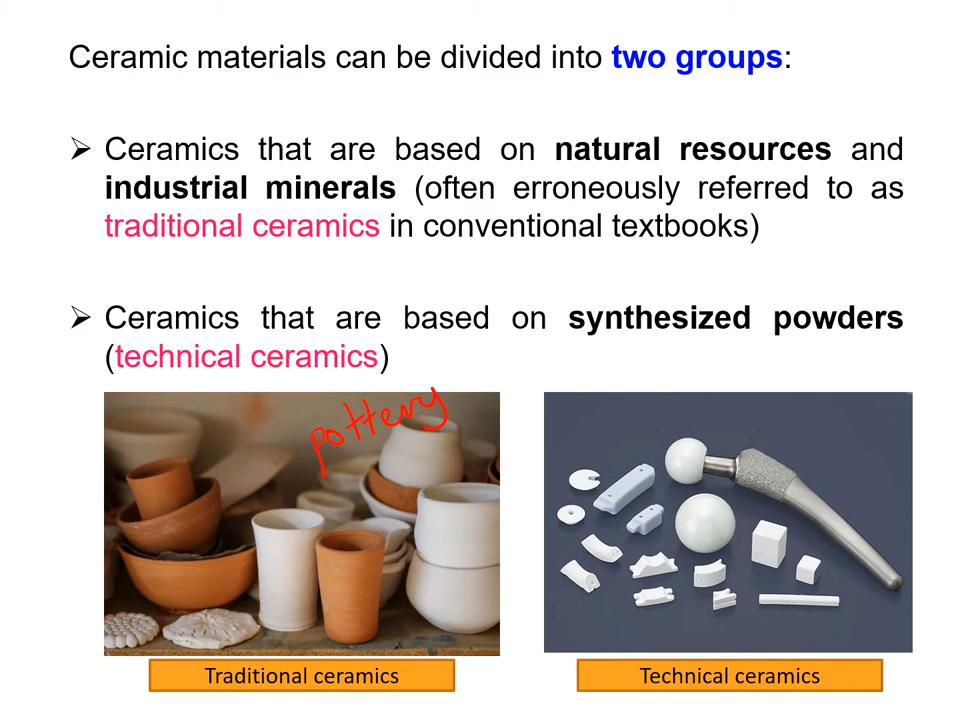 Ceramic materials can be divided into two groups:
➢ Ceramics that are based on natural resources and
industrial minerals (often erroneously referred to as
traditional ceramics in conventional textbooks)
➢ Ceramics that are based on synthesized powders
(technical ceramics)
pottery
Traditional ceramics
Technical ceramics